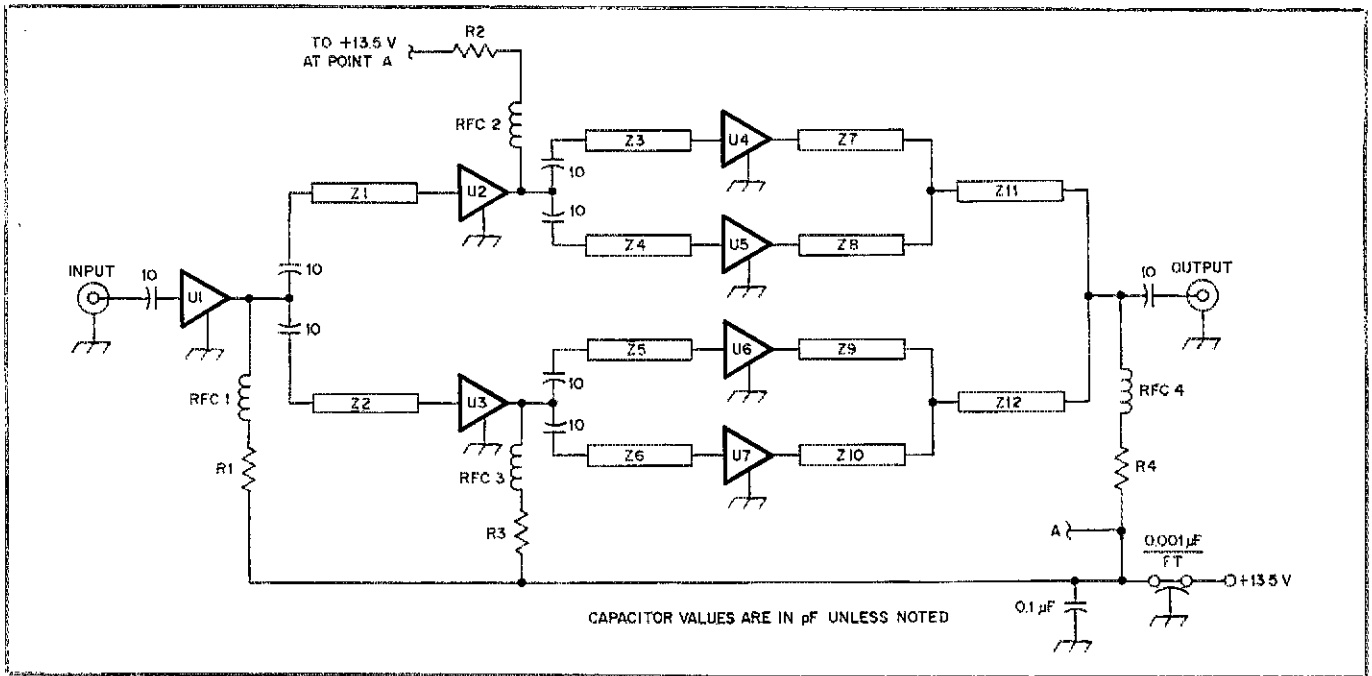 R2
TO +13.5 V
AT POINT A
RFC 2
Z3
U4
Z7
10
Z1
U2
Z11
10
Z4
U5
Z8
INPUT
10
U1
10
10
OUTPUT
10
Z5
U6
Z9
RFC 1
Z2
U3
10
Z12
RFC 4
10
R1
RFC 3
Z6
U7
Z10
R4
R3
A
0.001 µF
FT
+13.5 V
0.1 µF
CAPACITOR VALUES ARE IN pF UNLESS NOTED